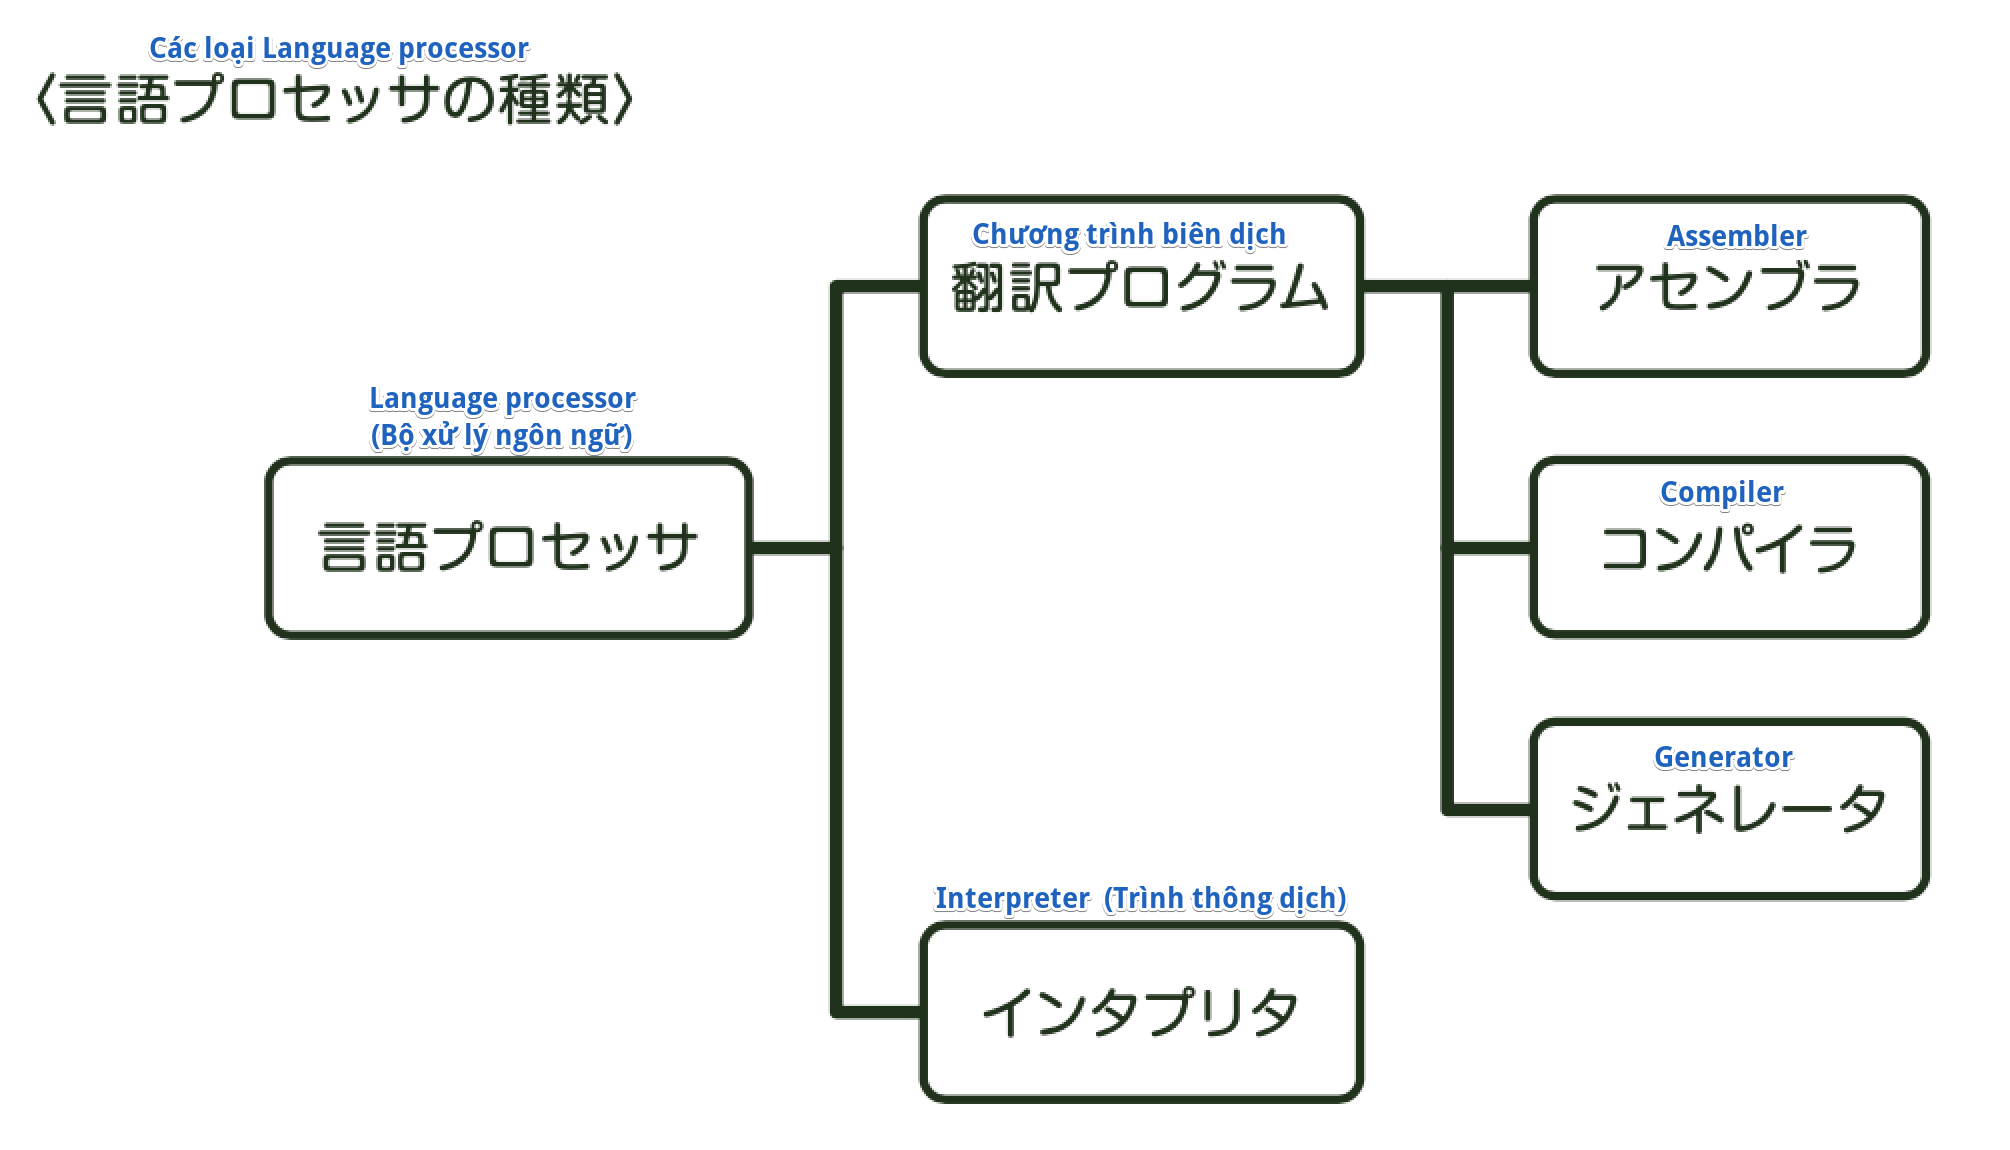 Các loại Language processor
〈言語プロセッサの種類〉
Chương trình biên dịch
翻訳プログラム
Assembler
アセンブラ
Language processor
(Bộ xử lý ngôn ngữ)
言語プロセッサ
Compiler
コンパイラ
Generator
ジェネレータ
Interpreter (Trình thông dịch)
インタプリタ